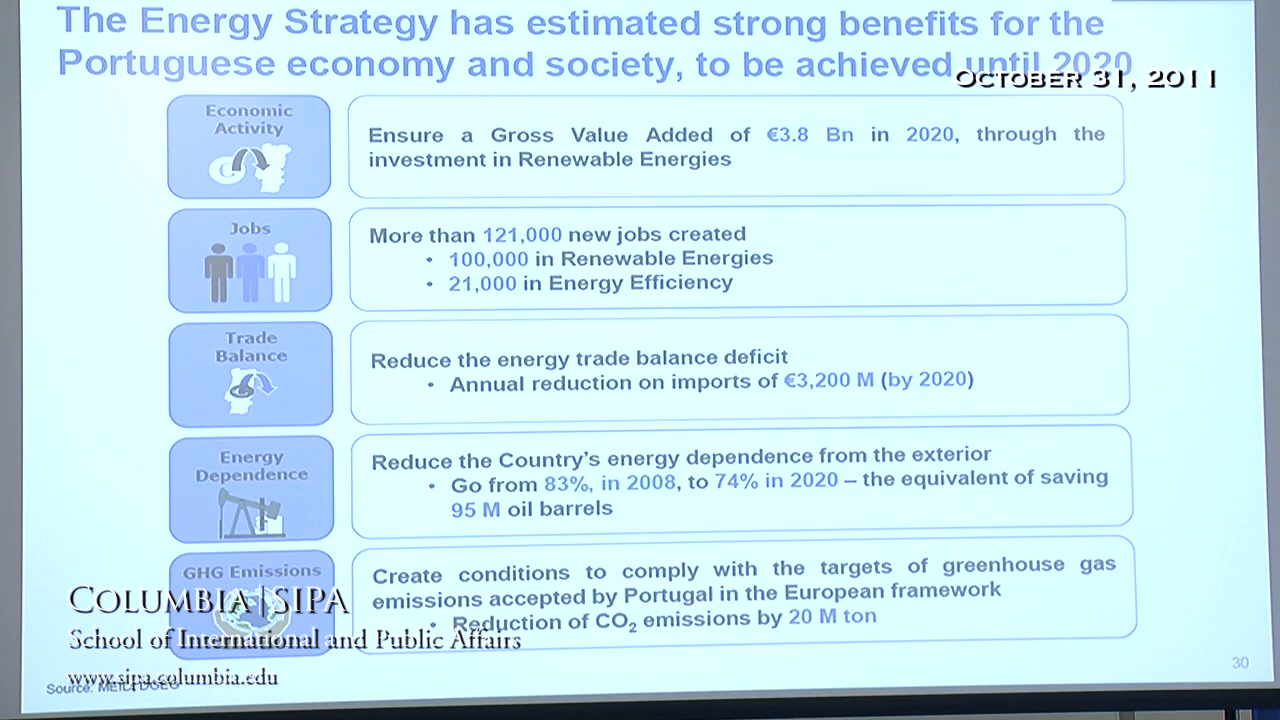 The Energy Strategy has estimated strong benefits for the
Portuguese economy and society, to be achieved until 2020
OCTOBER 31, 2011
Economic
Activity
Ensure a Gross Value Added of €3.8 Bn in 2020, through the
investment in Renewable Energies
Jobs
More than 121,000 new jobs created
• 100,000 in Renewable Energies
• 21,000 in Energy Efficiency
Trade
Balance
Reduce the energy trade balance deficit
• Annual reduction on imports of €3,200 M (by 2020)
Energy
Dependence
Reduce the Country's energy dependence from the exterior
• Go from 83%, in 2008, to 74% in 2020 – the equivalent of saving
95 M oil barrels
GHG Emissions
Create conditions to comply with the targets of greenhouse gas
emissions accepted by Portugal in the European framework
• Reduction of CO2 emissions by 20 M ton
COLUMBIA | SIPA
School of International and Public Affairs
www.sipa.columbia.edu
Source:
30